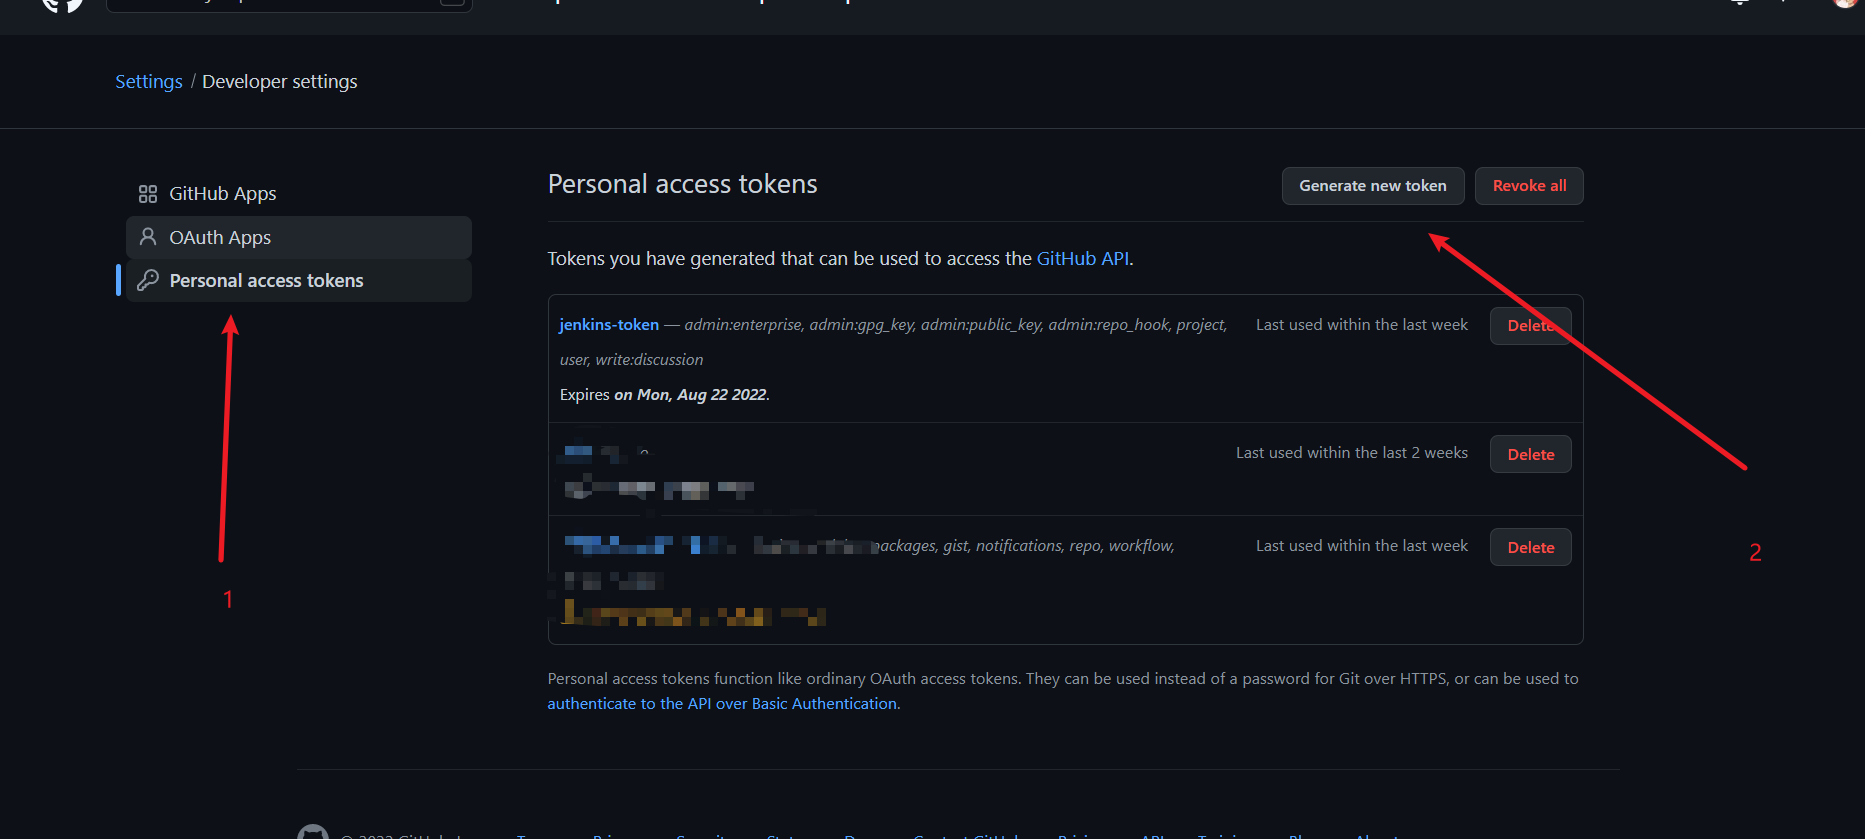 Settings / Developer settings
GitHub Apps
OAuth Apps
Personal access tokens
Personal access tokens
Generate new token
Revoke all
Tokens you have generated that can be used to access the GitHub API.
jenkins-token — admin:enterprise, admin:gpg_key, admin:public_key, admin:repo_hook, project,
user, write:discussion
Last used within the last week
Delete
Expires on Mon, Aug 22 2022.
Last used within the last 2 weeks
Delete
packages, gist, notifications, repo, workflow,
Last used within the last week
Delete
1
2
Personal access tokens function like ordinary OAuth access tokens. They can be used instead of a password for Git over HTTPS, or can be used to
authenticate to the API over Basic Authentication.